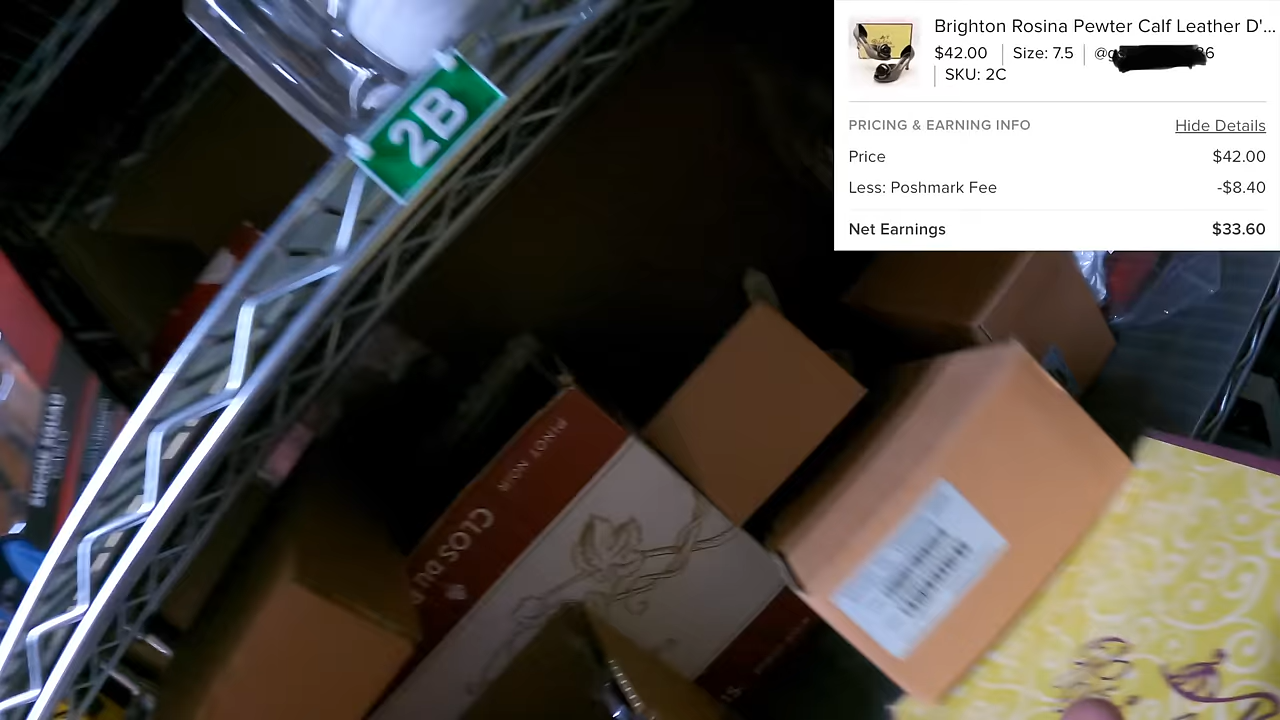 Brighton Rosina Pewter Calf Leather D'...
$42.00 | Size: 7.5 | @g 6
| SKU: 2C
PRICING & EARNING INFO Hide Details
Price $42.00
Less: Poshmark Fee -$8.40
Net Earnings $33.60
2B
PINOT NOIR
CLOS DU